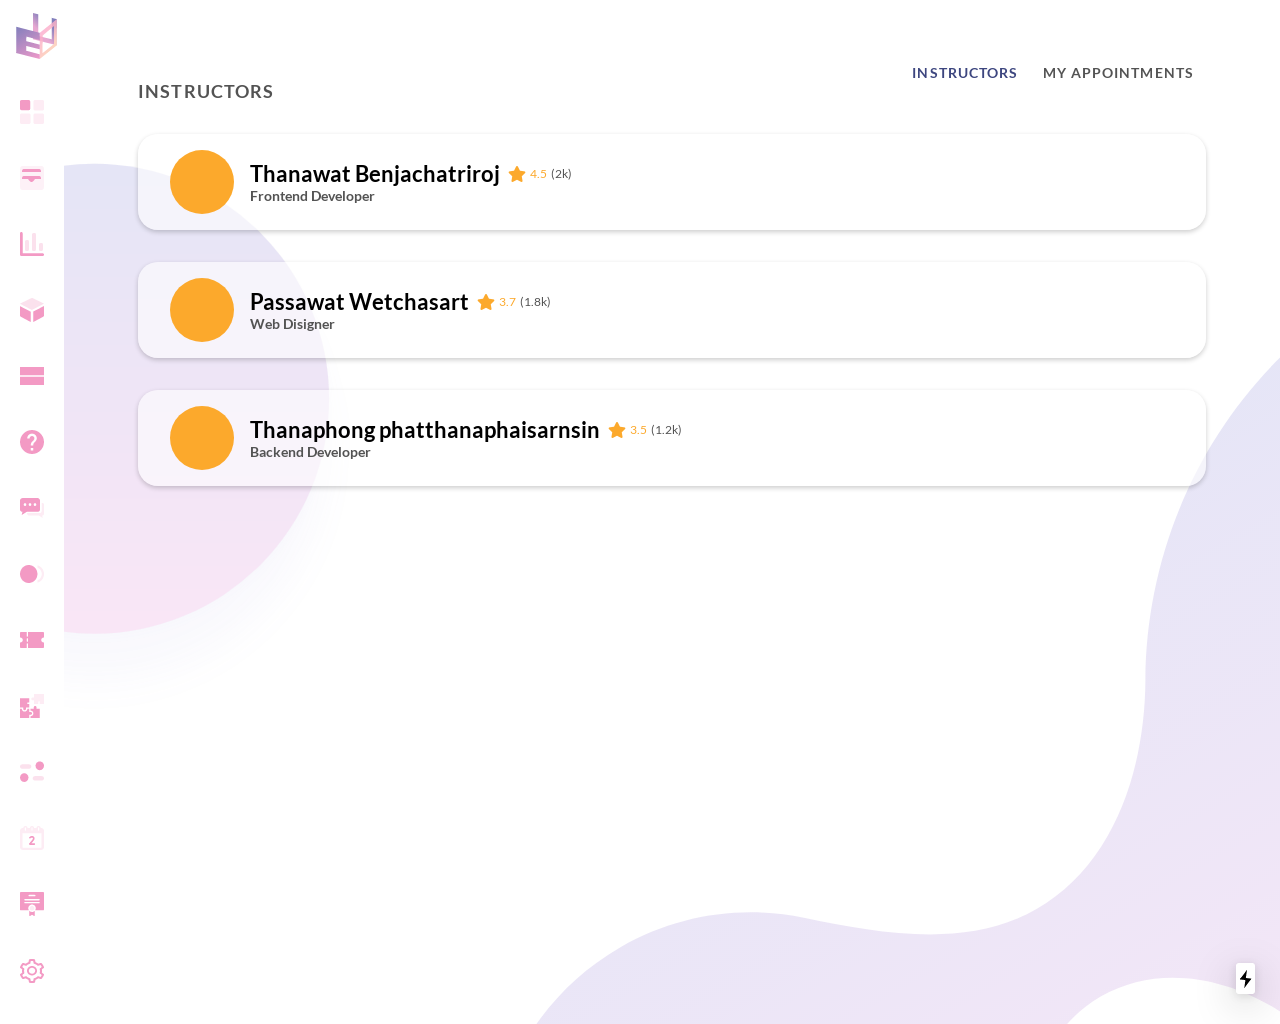 INSTRUCTORS
MY APPOINTMENTS
INSTRUCTORS
Thanawat Benjachatriroj 4.5 (2k)
Frontend Developer
Passawat Wetchasart 3.7 (1.8k)
Web Disigner
Thanaphong phatthanaphaisarnsin 3.5 (1.2k)
Backend Developer
2